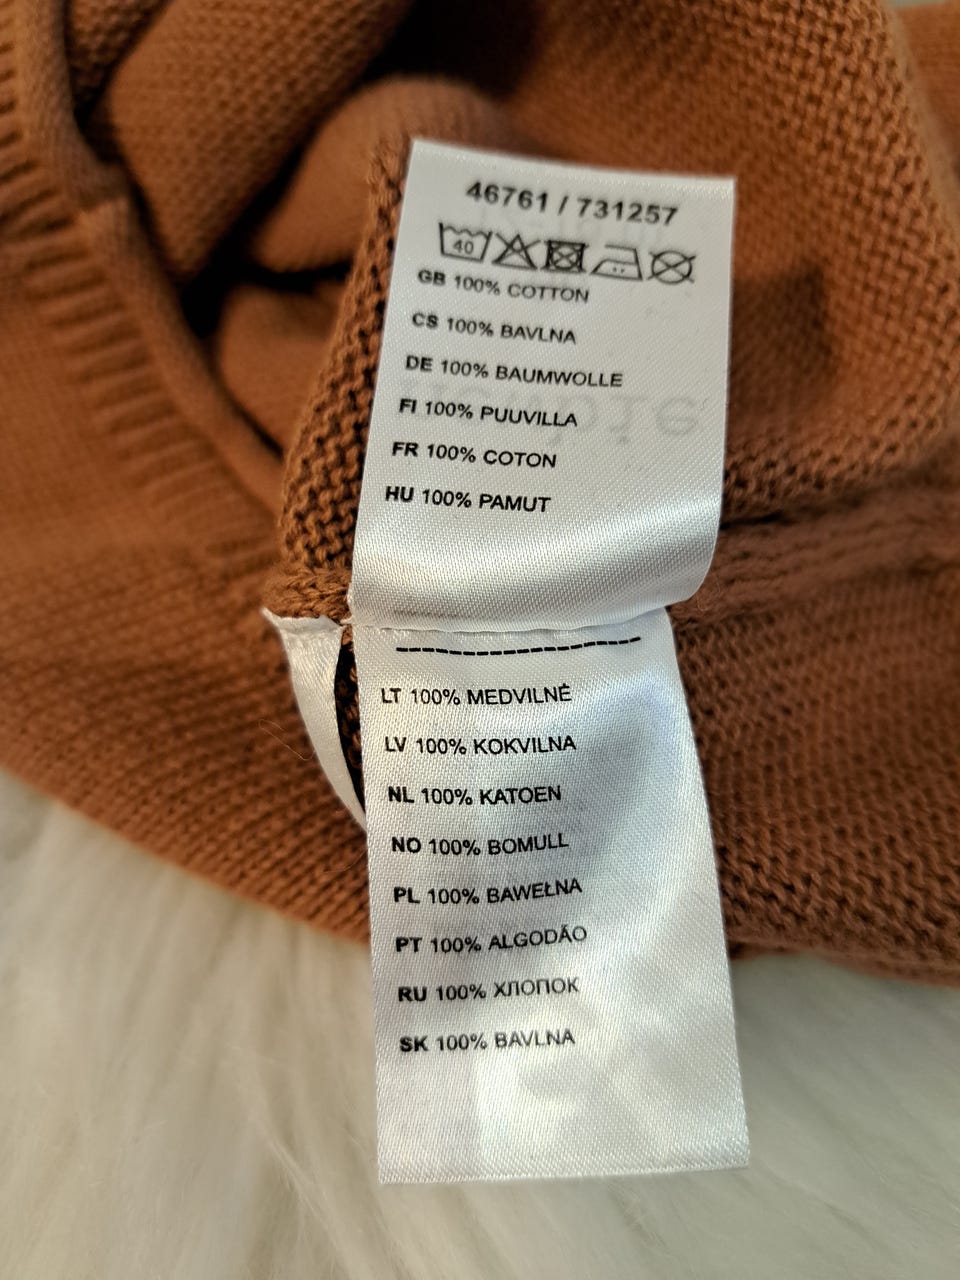 46761 / 731257
40
GB 100% COTTON
CS 100% BAVLNA
DE 100% BAUMWOLLE
FI 100% PUUVILLA
FR 100% COTON
HU 100% PAMUT
LT 100% MEDVILNĖ
LV 100% KOKVILNA
NL 100% KATOEN
NO 100% BOMULL
PL 100% BAWEŁNA
PT 100% ALGODÃO
RU 100% ХЛОПОК
SK 100% BAVLNA